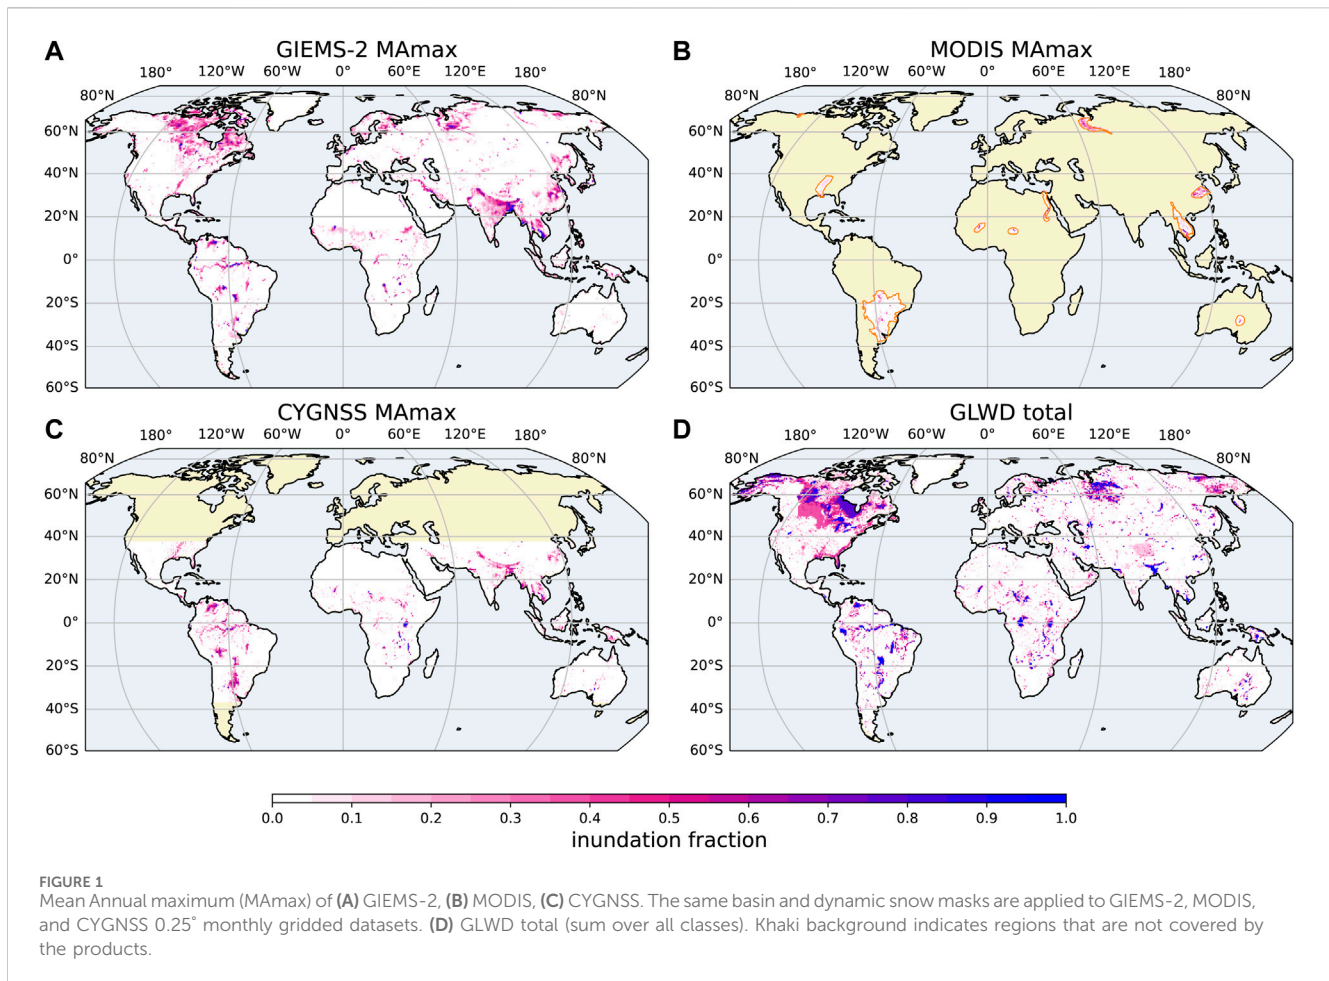 A
GIEMS-2 MAmax
180° 120°W 60°W 0° 60°E 120°E 180°
80°N 80°N
60°N
40°N
20°N
0°
20°S
40°S
60°S
B
MODIS MAmax
180° 120°W 60°W 0° 60°E 120°E 180°
80°N 80°N
60°N
40°N
20°N
0°
20°S
40°S
60°S
C
CYGNSS MAmax
180° 120°W 60°W 0° 60°E 120°E 180°
80°N 80°N
60°N
40°N
20°N
0°
20°S
40°S
60°S
D
GLWD total
180° 120°W 60°W 0° 60°E 120°E 180°
80°N 80°N
60°N
40°N
20°N
0°
20°S
40°S
60°S
0.0 0.1 0.2 0.3 0.4 0.5 0.6 0.7 0.8 0.9 1.0
inundation fraction
FIGURE 1
Mean Annual maximum (MAmax) of (A) GIEMS-2, (B) MODIS, (C) CYGNSS. The same basin and dynamic snow masks are applied to GIEMS-2, MODIS,
and CYGNSS 0.25° monthly gridded datasets. (D) GLWD total (sum over all classes). Khaki background indicates regions that are not covered by
the products.